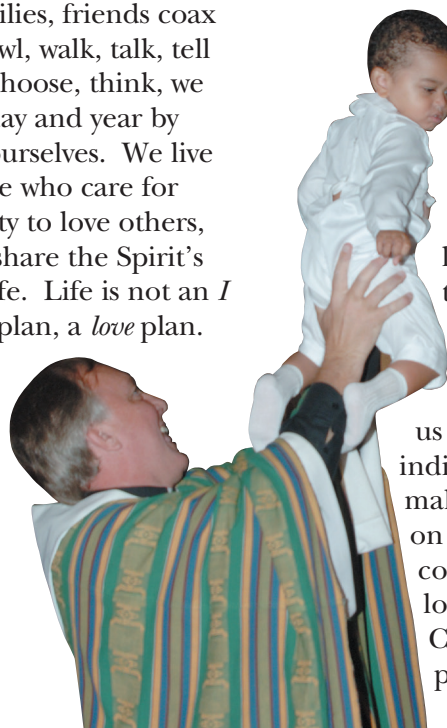 ilies, friends coax
wl, walk, talk, tell
hoose, think, we
ay and year by
urselves. We live
e who care for
ty to love others,
share the Spirit's
fe. Life is not an I
plan, a love plan.
us
indi
mak
on
co
lo
C
p